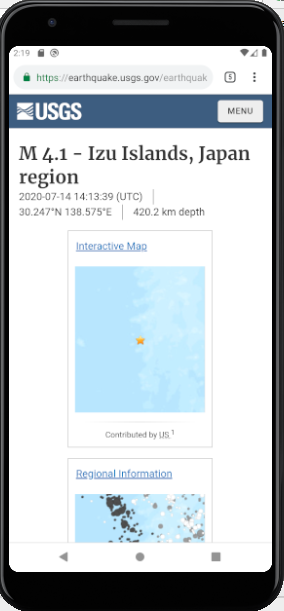 2:19
https://earthquake.usgs.gov/earthquak
5
USGS
MENU
M 4.1 - Izu Islands, Japan
region
2020-07-14 14:13:39 (UTC)
30.247°N 138.575°E 420.2 km depth
Interactive Map
Contributed by US 1
Regional Information